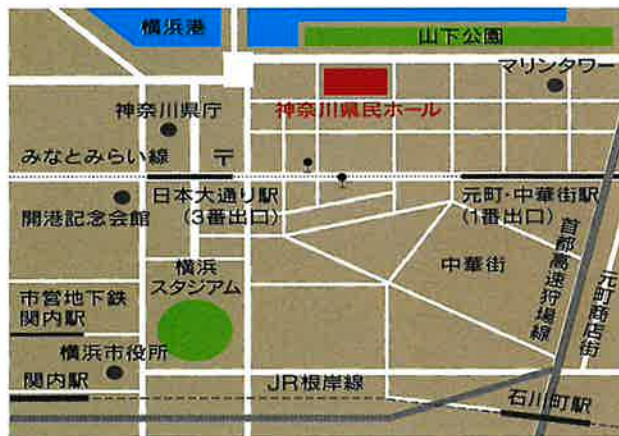 横浜港
山下公園
マリンタワー
神奈川県民ホール
神奈川県庁
みなとみらい線
〒
日本大通り駅
(3番出口)
元町・中華街駅
(1番出口)
開港記念会館
首都高速狩場線
元町商店街
中華街
横浜
スタジアム
市営地下鉄
関内駅
横浜市役所
関内駅
JR根岸線
石川町駅